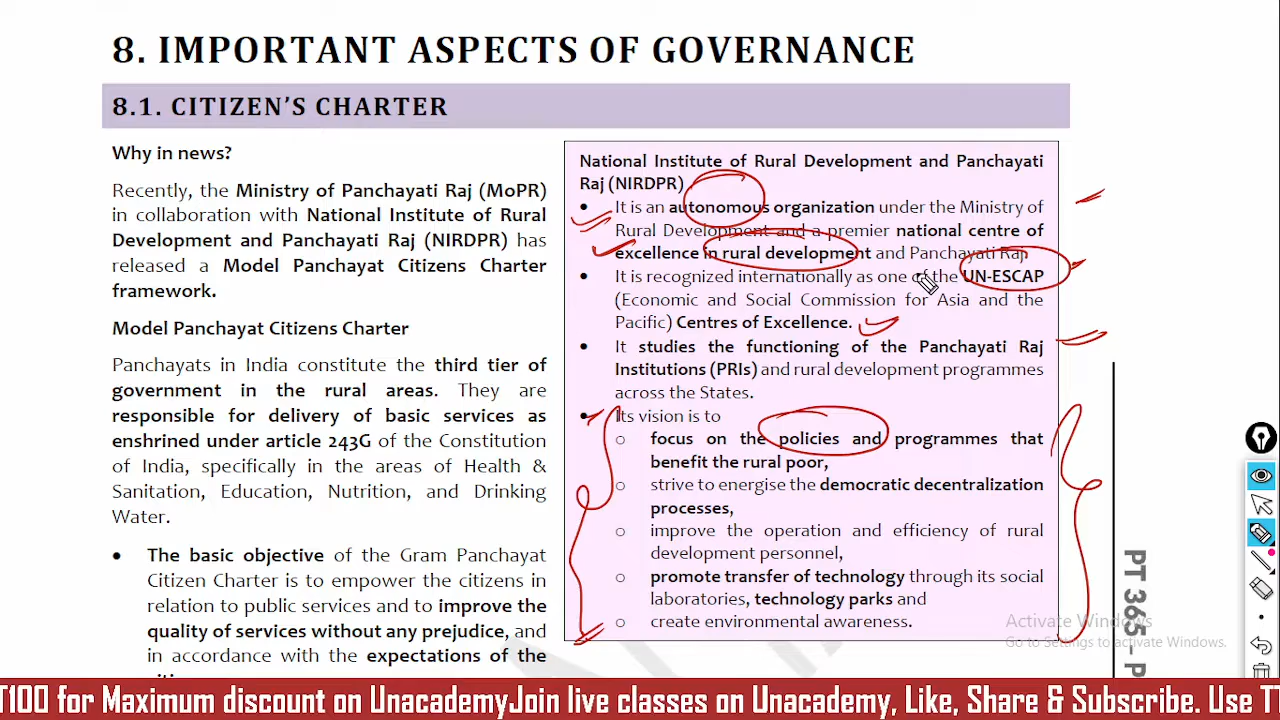 8. IMPORTANT ASPECTS OF GOVERNANCE
8.1. CITIZEN'S CHARTER
Why in news?
Recently, the Ministry of Panchayati Raj (MoPR)
in collaboration with National Institute of Rural
Development and Panchayati Raj (NIRDPR) has
released a Model Panchayat Citizens Charter
framework.
Model Panchayat Citizens Charter
Panchayats in India constitute the third tier of
government in the rural areas. They are
responsible for delivery of basic services as
enshrined under article 243G of the Constitution
of India, specifically in the areas of Health &
Sanitation, Education, Nutrition, and Drinking
Water.
• The basic objective of the Gram Panchayat
Citizen Charter is to empower the citizens in
relation to public services and to improve the
quality of services without any prejudice, and
in accordance with the expectations of the
National Institute of Rural Development and Panchayati
Raj (NIRDPR)
• It is an autonomous organization under the Ministry of
Rural Development and a premier national centre of
excellence in rural development and Panchayati Raj.
• It is recognized internationally as one of the UN-ESCAP
(Economic and Social Commission for Asia and the
Pacific) Centres of Excellence.
• It studies the functioning of the Panchayati Raj
Institutions (PRIs) and rural development programmes
across the States.
• Its vision is to
o focus on the policies and programmes that
benefit the rural poor,
o strive to energise the democratic decentralization
processes,
o improve the operation and efficiency of rural
development personnel,
o promote transfer of technology through its social
laboratories, technology parks and
o create environmental awareness.
PT 365 - P
Activate Windows
Go to Settings to activate Windows.
T100 for Maximum discount on UnacademyJoin live classes on Unacademy, Like, Share & Subscribe. Use T